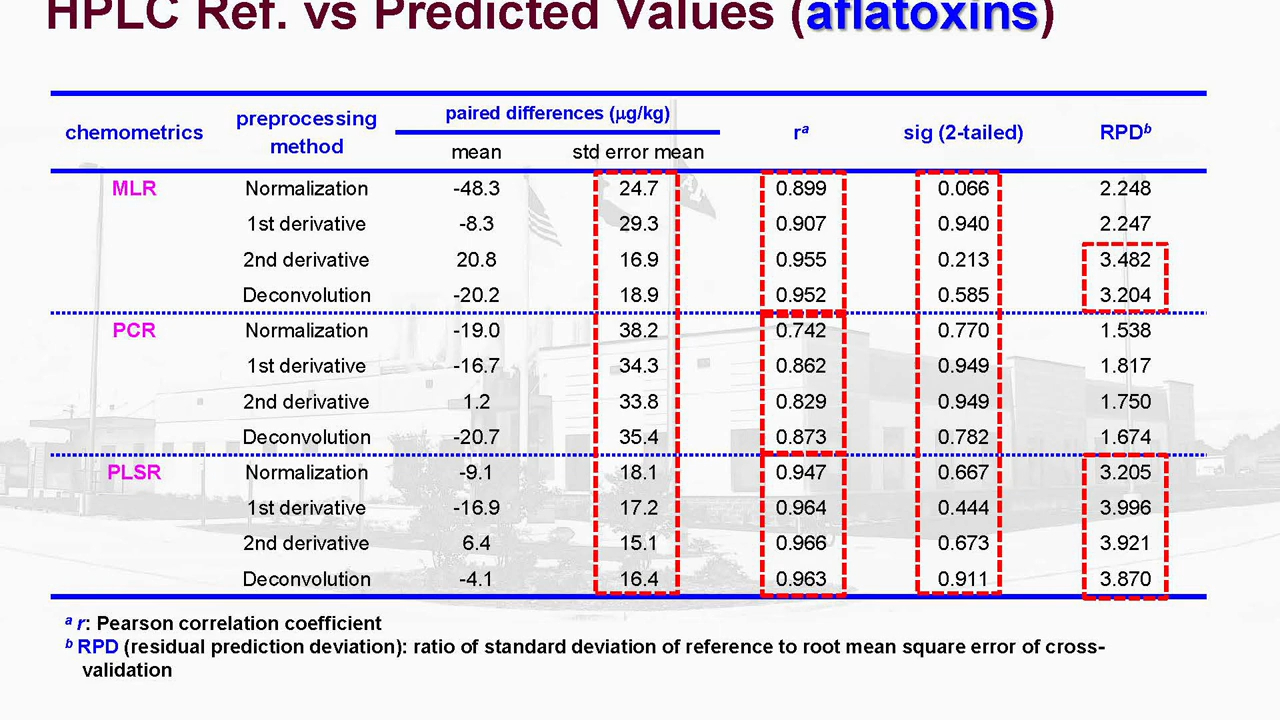 HPLC Ref. vs Predicted Values (aflatoxins)
chemometrics preprocessing method paired differences (µg/kg) rᵃ sig (2-tailed) RPDᵇ
mean std error mean
MLR Normalization -48.3 24.7 0.899 0.066 2.248
1st derivative -8.3 29.3 0.907 0.940 2.247
2nd derivative 20.8 16.9 0.955 0.213 3.482
Deconvolution -20.2 18.9 0.952 0.585 3.204
PCR Normalization -19.0 38.2 0.742 0.770 1.538
1st derivative -16.7 34.3 0.862 0.949 1.817
2nd derivative 1.2 33.8 0.829 0.949 1.750
Deconvolution -20.7 35.4 0.873 0.782 1.674
PLSR Normalization -9.1 18.1 0.947 0.667 3.205
1st derivative -16.9 17.2 0.964 0.444 3.996
2nd derivative 6.4 15.1 0.966 0.673 3.921
Deconvolution -4.1 16.4 0.963 0.911 3.870
ᵃ r: Pearson correlation coefficient
ᵇ RPD (residual prediction deviation): ratio of standard deviation of reference to root mean square error of cross-
validation